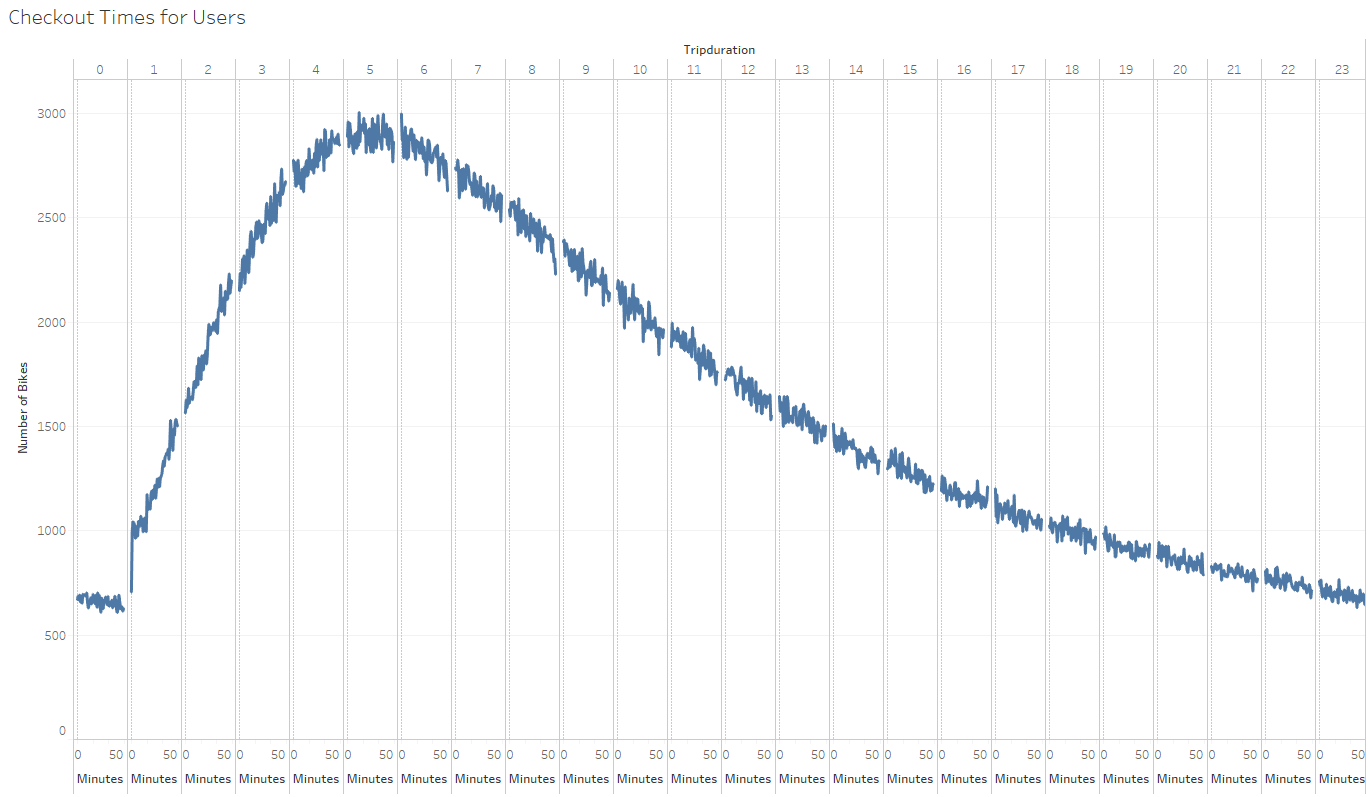 Checkout Times for Users
Tripduration
0 1 2 3 4 5 6 7 8 9 10 11 12 13 14 15 16 17 18 19 20 21 22 23
3000
2500
2000
1500
1000
500
0
Number of Bikes
0 50 0 50 0 50 0 50 0 50 0 50 0 50 0 50 0 50 0 50 0 50 0 50 0 50 0 50 0 50 0 50 0 50 0 50 0 50 0 50 0 50 0 50 0 50 0 50
Minutes Minutes Minutes Minutes Minutes Minutes Minutes Minutes Minutes Minutes Minutes Minutes Minutes Minutes Minutes Minutes Minutes Minutes Minutes Minutes Minutes Minutes Minutes Minutes